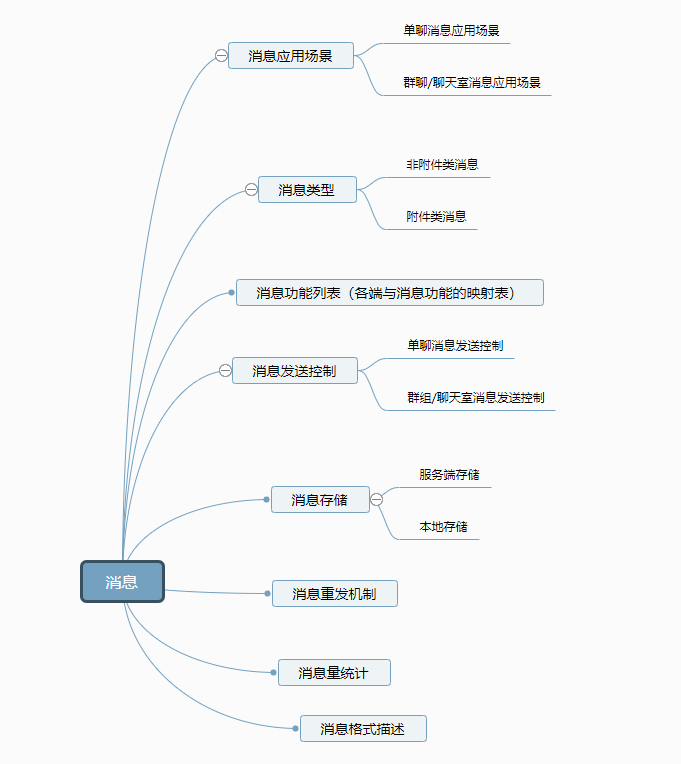 单聊消息应用场景
消息应用场景
群聊/聊天室消息应用场景
非附件类消息
消息类型
附件类消息
消息功能列表（各端与消息功能的映射表）
单聊消息发送控制
消息发送控制
群组/聊天室消息发送控制
服务端存储
消息存储
本地存储
消息
消息重发机制
消息量统计
消息格式描述